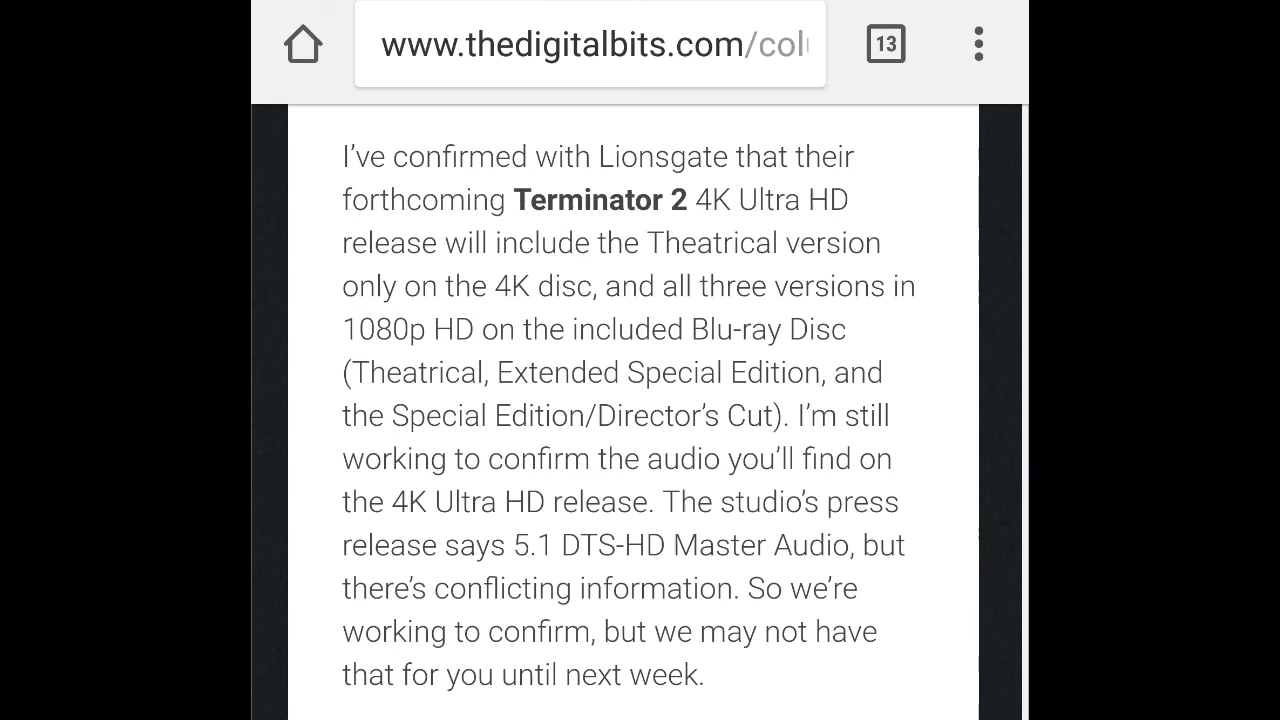 www.thedigitalbits.com/col
13
I've confirmed with Lionsgate that their
forthcoming Terminator 2 4K Ultra HD
release will include the Theatrical version
only on the 4K disc, and all three versions in
1080p HD on the included Blu-ray Disc
(Theatrical, Extended Special Edition, and
the Special Edition/Director's Cut). I'm still
working to confirm the audio you'll find on
the 4K Ultra HD release. The studio's press
release says 5.1 DTS-HD Master Audio, but
there's conflicting information. So we're
working to confirm, but we may not have
that for you until next week.